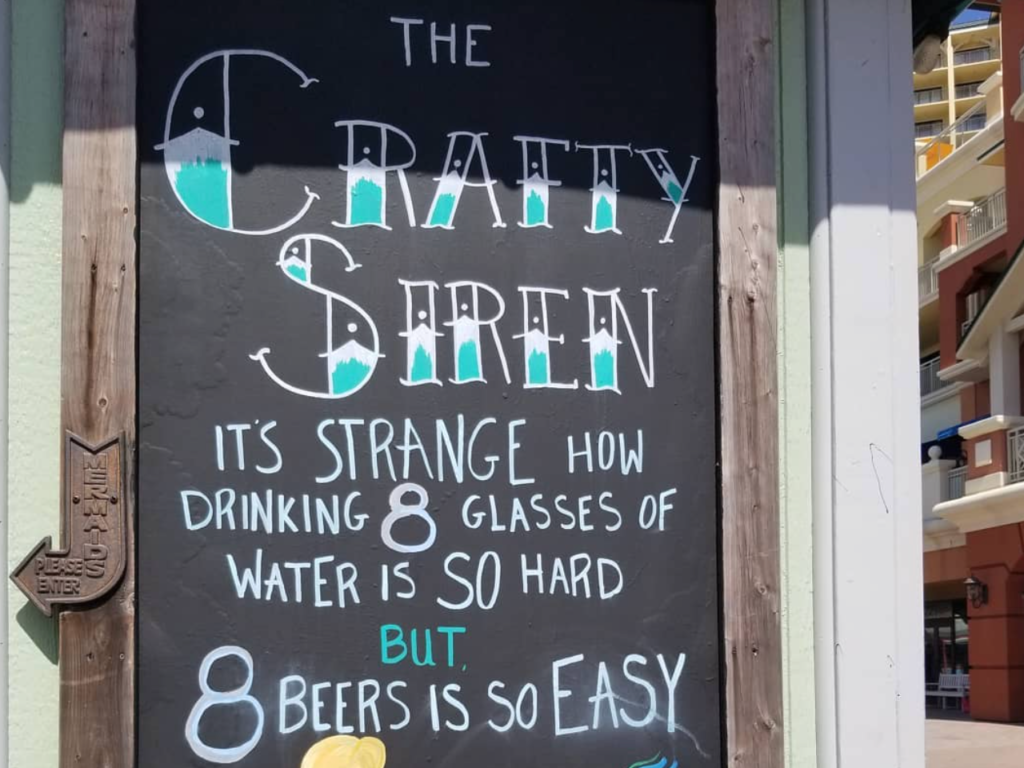 THE
CRAFTY
SIREN
IT'S STRANGE HOW
DRINKING 8 GLASSES OF
WATER IS SO HARD
BUT,
8 BEERS IS SO EASY
MERMAIDS
PLEASE
ENTER